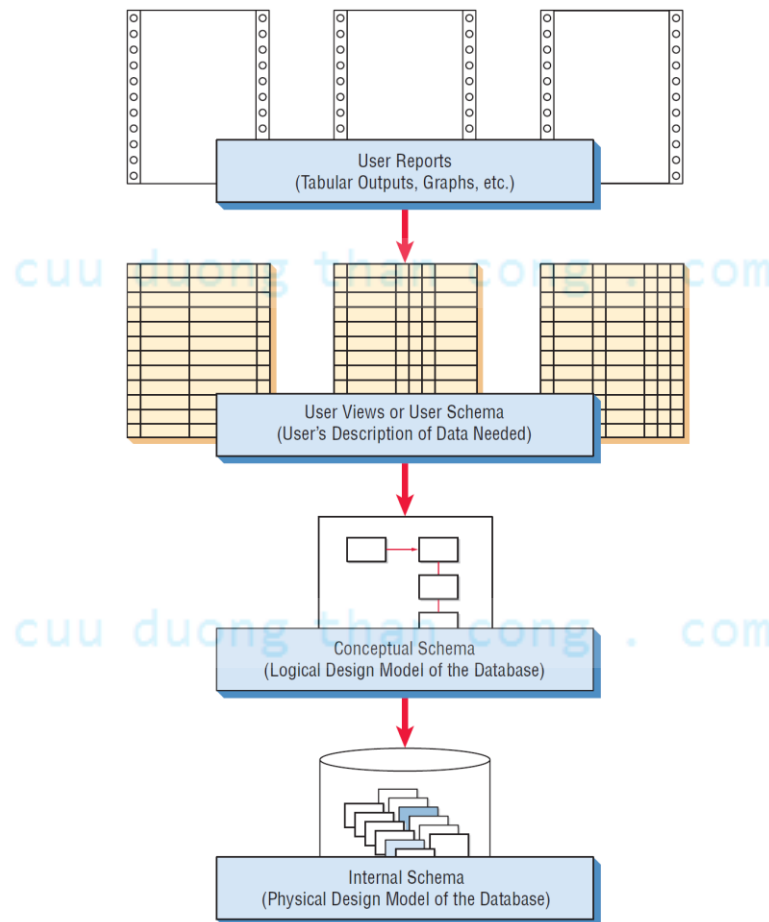 User Reports
(Tabular Outputs, Graphs, etc.)
cuu duong than cong . com
User Views or User Schema
(User's Description of Data Needed)
cuu duong than cong . com
Conceptual Schema
(Logical Design Model of the Database)
Internal Schema
(Physical Design Model of the Database)